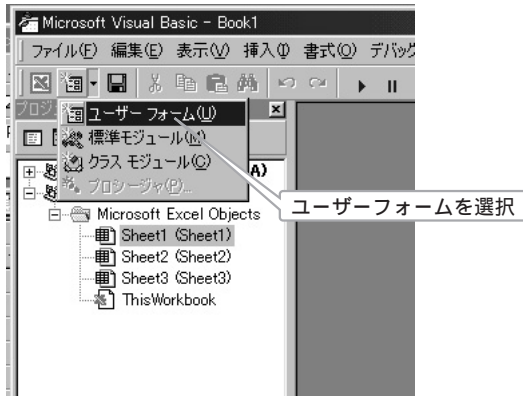 Microsoft Visual Basic - Book1
ファイル(F) 編集(E) 表示(V) 挿入(I) 書式(O) デバッグ
ユーザー フォーム(U)
標準モジュール(M)
クラス モジュール(C)
プロシージャ(P)...
ユーザーフォームを選択
Microsoft Excel Objects
Sheet1 (Sheet1)
Sheet2 (Sheet2)
Sheet3 (Sheet3)
ThisWorkbook